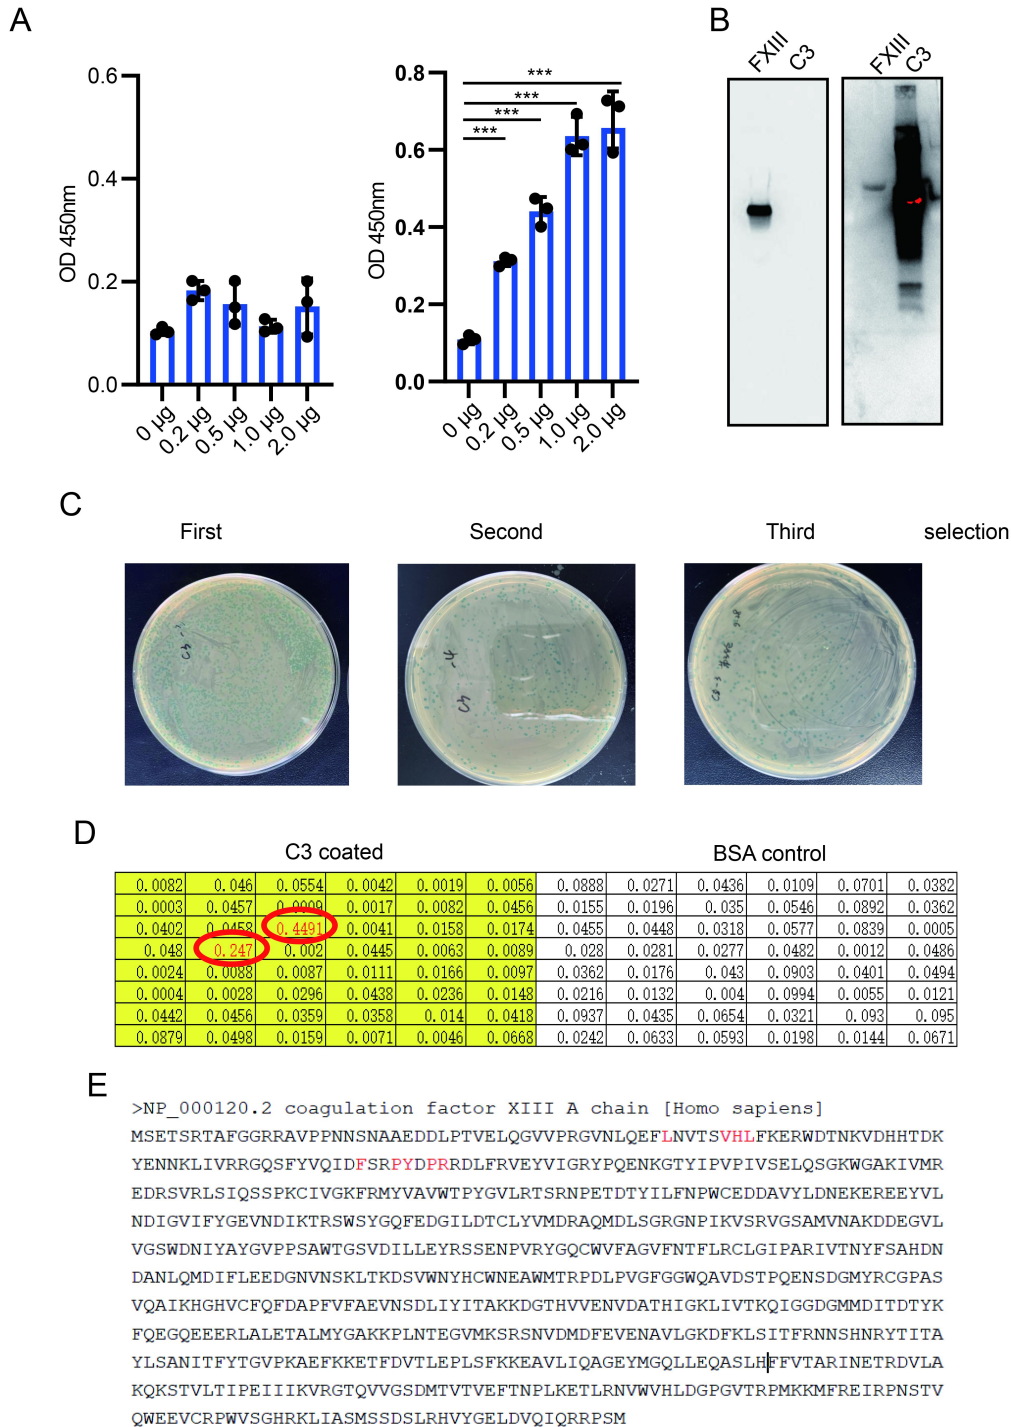 A
B
0.6
0.4
0.2
0.0
OD 450nm
0 µg
0.2 µg
0.5 µg
1.0 µg
2.0 µg
0.8
0.6
0.4
0.2
0.0
OD 450nm
***
***
***
***
0 µg
0.2 µg
0.5 µg
1.0 µg
2.0 µg
FXIII C3
FXIII C3
C
First Second Third selection
D
C3 coated BSA control
0.0082 0.046 0.0554 0.0042 0.0019 0.0056 0.0888 0.0271 0.0436 0.0109 0.0701 0.0382
0.0003 0.0457 0.0009 0.0017 0.0082 0.0456 0.0155 0.0196 0.035 0.0546 0.0892 0.0362
0.0402 0.0458 0.4491 0.0041 0.0158 0.0174 0.0455 0.0448 0.0318 0.0577 0.0839 0.0005
0.048 0.247 0.002 0.0445 0.0063 0.0089 0.028 0.0281 0.0277 0.0482 0.0012 0.0486
0.0024 0.0088 0.0087 0.0111 0.0166 0.0097 0.0362 0.0176 0.043 0.0903 0.0401 0.0494
0.0004 0.0028 0.0296 0.0438 0.0236 0.0148 0.0216 0.0132 0.004 0.0994 0.0055 0.0121
0.0442 0.0456 0.0359 0.0358 0.014 0.0418 0.0937 0.0435 0.0654 0.0321 0.093 0.095
0.0879 0.0498 0.0159 0.0071 0.0046 0.0668 0.0242 0.0633 0.0593 0.0198 0.0144 0.0671
E
>NP_000120.2 coagulation factor XIII A chain [Homo sapiens]
MSETSRTAFGGRRAVPPNNSNAAEDDLPTVELQGVVPRGVNLQEFLNVTSVHLFKERWDTNKVDHHTDK
YENNKLIVRRGQSFYVQIDFSRPYDPRRDLFRVEYVIGRYPQENKGTYIPVPIVSELQSGKWGAKIVMR
EDRSVRLSIQSSPKCIVGKFRMYVAVWTPYGVLRTSRNPETDTYILFNPWCEDDAVYLDNEKEREEYVL
NDIGVIFYGEVNDIKTRSWSYGQFEDGILDTCLYVMDRAQMDLSGRGNPIKVSRVGSAMVNAKDDEGVL
VGSWDNIYAYGVPPSAWTGSVDILLEYRSSENPVRYGQCWVFAGVFNTFLRCLGIPARIVTNYFSAHDN
DANLQMDIFLEEDGNVNSKLTKDSVWNYHCWNEAWMTRPDLPVGFGGWQAVDSTPQENSDGMYRCGPAS
VQAIKHGHVCFQFDAPFVFAEVNSDLIYITAKKDGTHVVENVDATHIGKLIVTKQIGGDGMMDITDTYK
FQEGQEEERLALETALMYGAKKPLNTEGVMKSRSNVDMDFEVENAVLGKDFKLSITFRNNSHNRYTITA
YLSANITFYTGVPKAEFKKETFDVTLEPLSFKKEAVLIQAGEYMGQLLEQASLHFFVTARINETRDVLA
KQKSTVLTIPEIIIKVRGTQVVGSDMTVTVEFTNPLKETLRNVWVHLDGPGVTRPMKKMFREIRPNSTV
QWEEVCRPWVSGHRKLIASMSSDSLRHVYGELDVQIQRRPSM